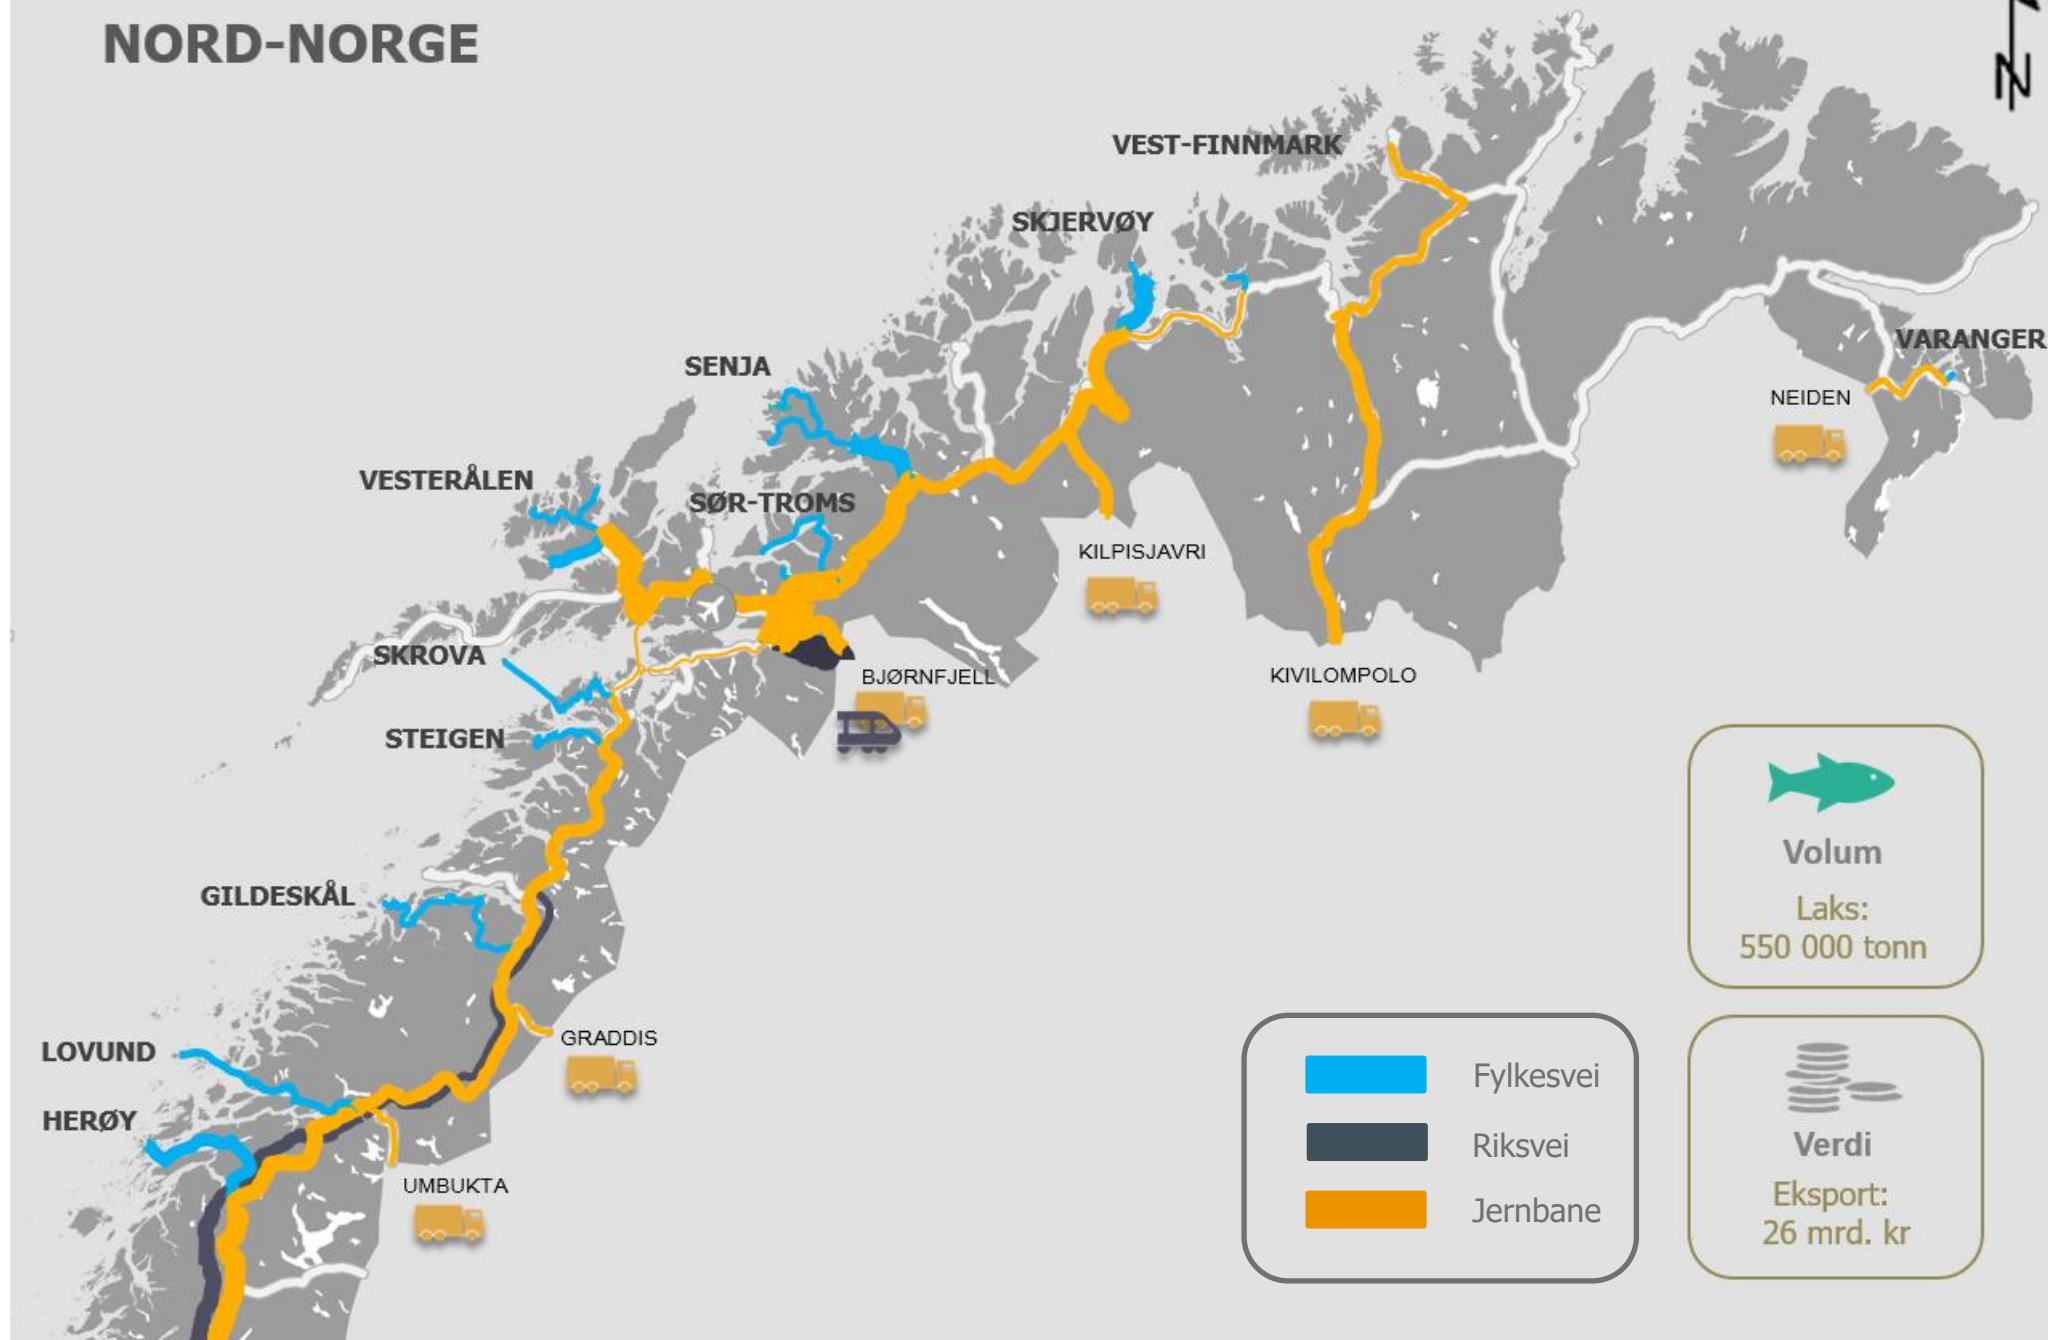 NORD-NORGE
N
VEST-FINNMARK
SKJERVØY
VARANGER
SENJA
NEIDEN
VESTERÅLEN
SØR-TROMS
KILPISJAVRI
SKROVA
BJØRNFJELL
KIVILOMPOLO
STEIGEN
Volum
Laks:
550 000 tonn
GILDESKÅL
GRADDIS
LOVUND
HERØY
UMBUKTA
Fylkesvei
Riksvei
Jernbane
Verdi
Eksport:
26 mrd. kr